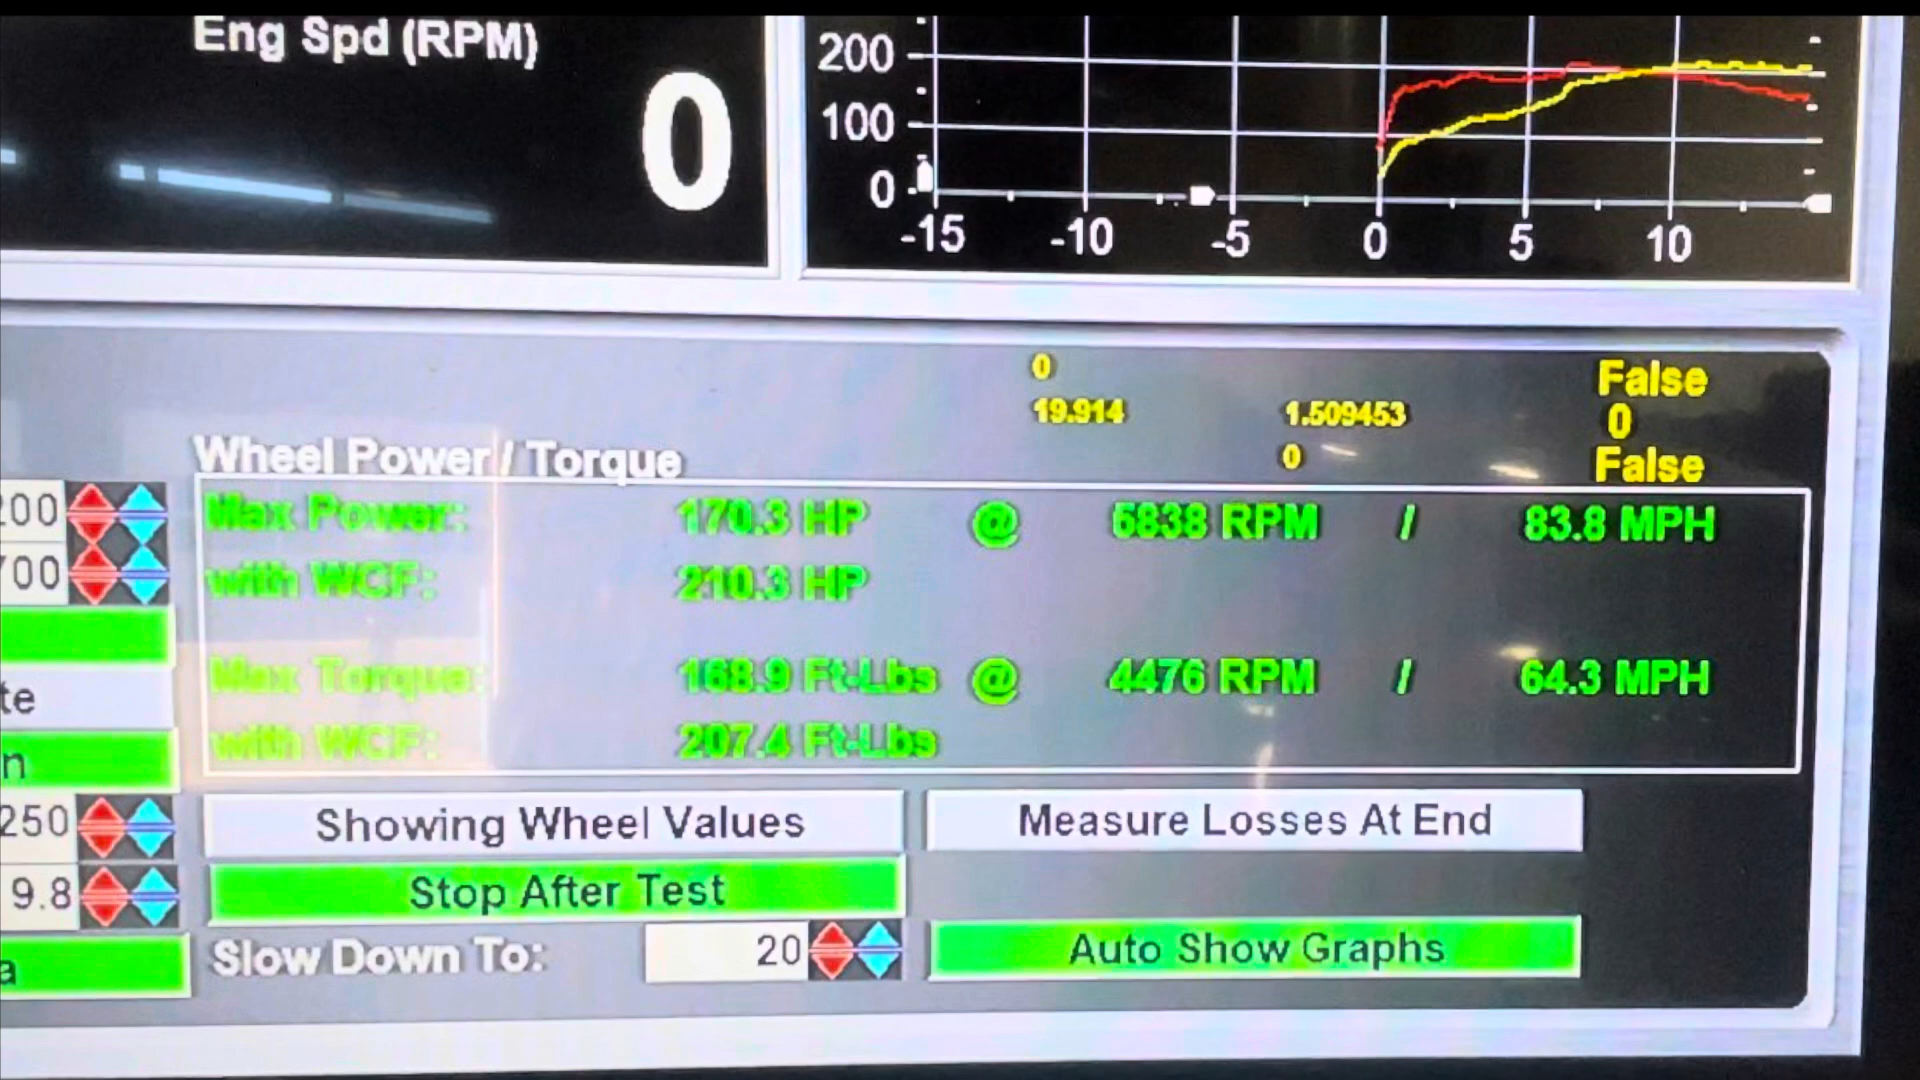 Eng Spd (RPM)
0
200
100
0
-15 -10 -5 0 5 10
0
19.914 1.509453
0
False
0
False
Wheel Power / Torque
Max Power: 170.3 HP @ 5838 RPM / 83.8 MPH
with WCF: 210.3 HP
Max Torque: 168.9 Ft-Lbs @ 4476 RPM / 64.3 MPH
with WCF: 207.4 Ft-Lbs
200
700
te
n
250
9.8
a
Showing Wheel Values
Measure Losses At End
Stop After Test
Slow Down To: 20
Auto Show Graphs